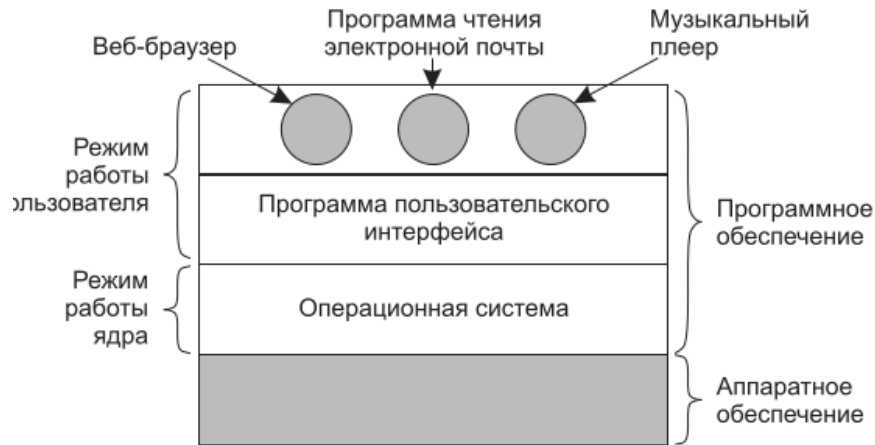 Веб-браузер
Программа чтения
электронной почты
Музыкальный
плеер
Режим
работы
ользователя
Программа пользовательского
интерфейса
Программное
обеспечение
Режим
работы
ядра
Операционная система
Аппаратное
обеспечение